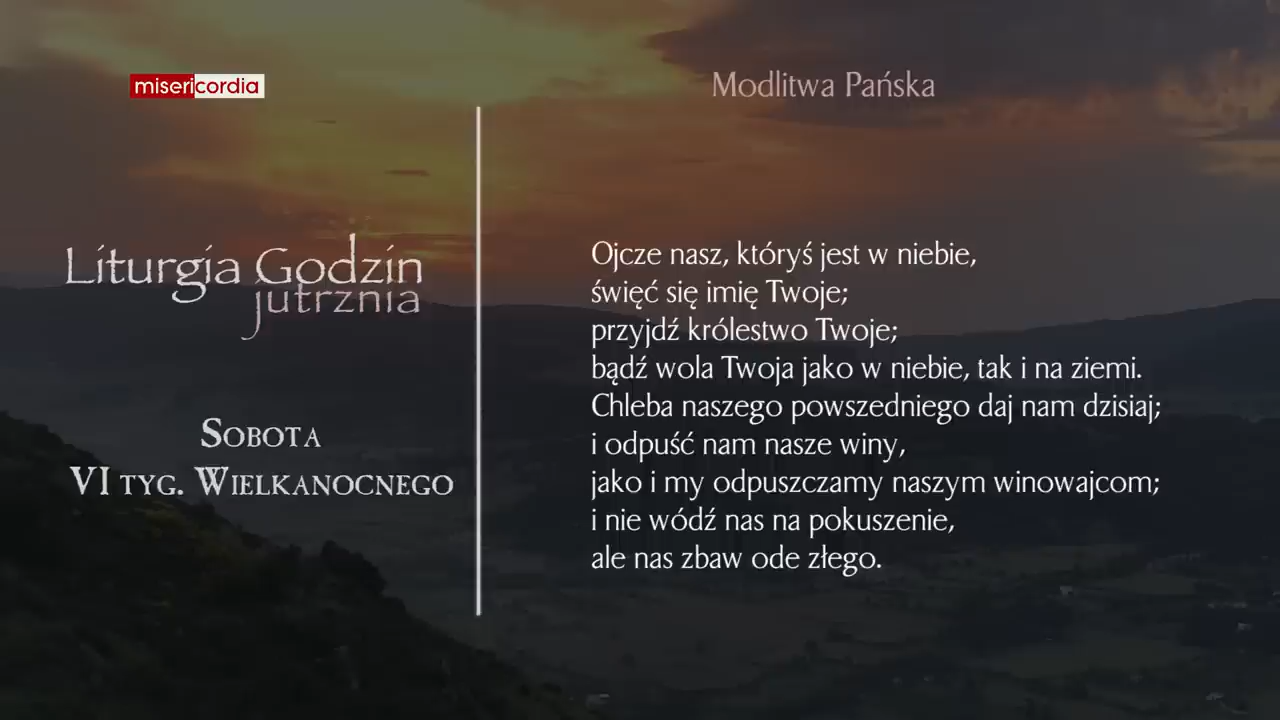 misericordia
Liturgia Godzin
jutrznia
Sobota
VI tyg. Wielkanocnego
Modlitwa Pańska
Ojcze nasz, któryś jest w niebie,
święć się imię Twoje;
przyjdź królestwo Twoje;
bądź wola Twoja jako w niebie, tak i na ziemi.
Chleba naszego powszedniego daj nam dzisiaj;
i odpuść nam nasze winy,
jako i my odpuszczamy naszym winowajcom;
i nie wódź nas na pokuszenie,
ale nas zbaw ode złego.